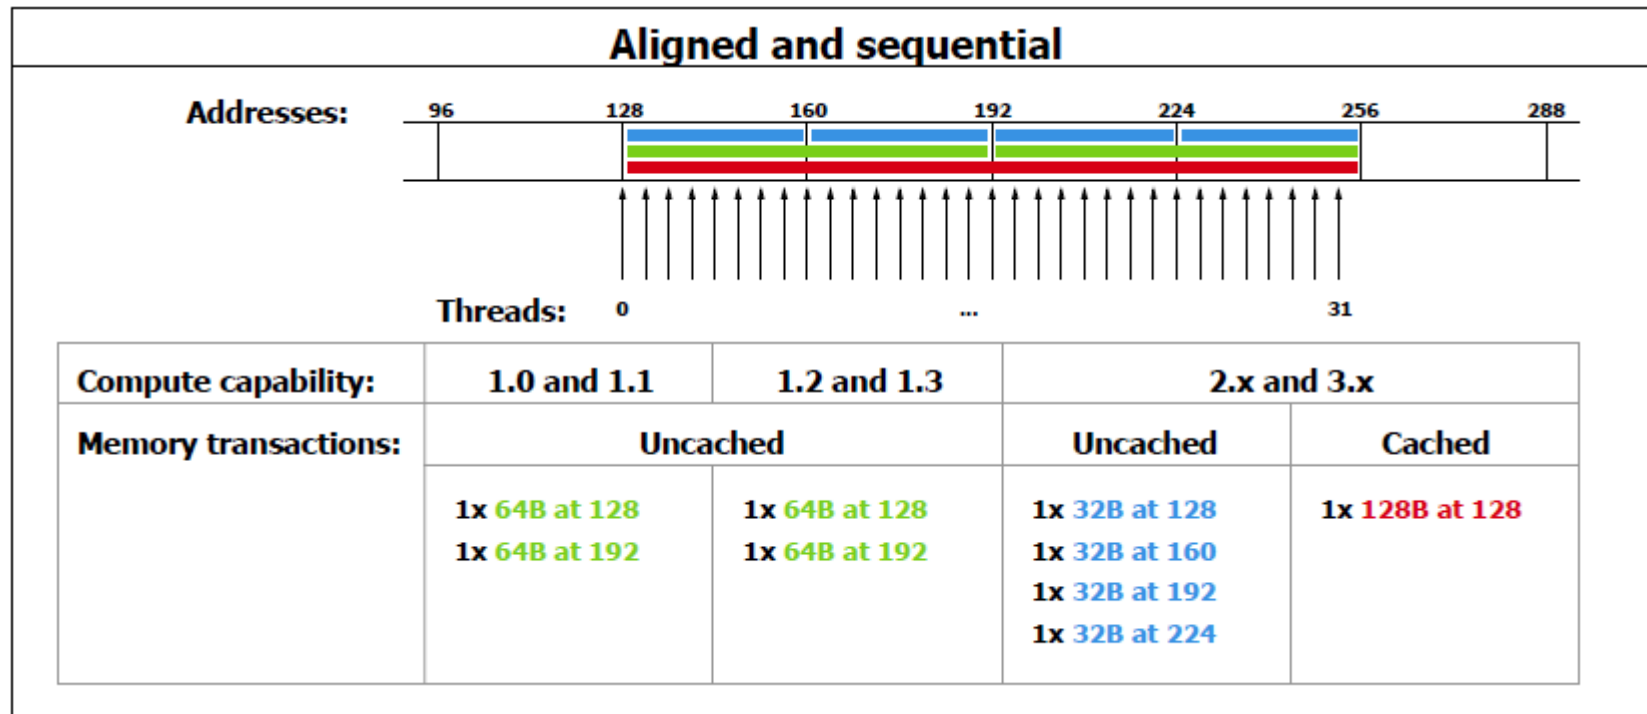 Aligned and sequential
Addresses: 96 128 160 192 224 256 288
Threads: 0 ... 31
Compute capability: 1.0 and 1.1 1.2 and 1.3 2.x and 3.x
Memory transactions: Uncached Uncached Cached
1x 64B at 128 1x 64B at 128 1x 32B at 128 1x 128B at 128
1x 64B at 192 1x 64B at 192 1x 32B at 160
1x 32B at 192
1x 32B at 224